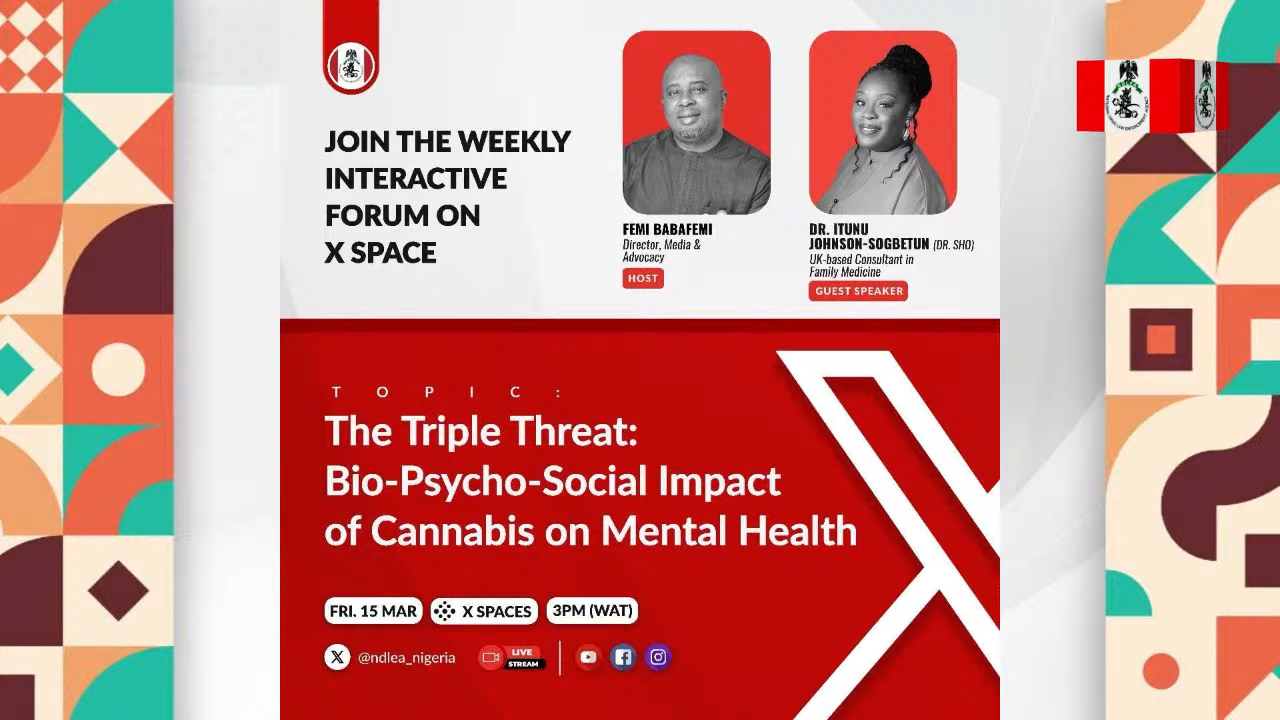 JOIN THE WEEKLY
INTERACTIVE
FORUM ON
X SPACE
FEMI BABAFEMI
Director, Media &
Advocacy
HOST
DR. ITUNU
JOHNSON-SOGBETUN (DR. SHO)
UK-based Consultant in
Family Medicine
GUEST SPEAKER
TOPIC:
The Triple Threat:
Bio-Psycho-Social Impact
of Cannabis on Mental Health
FRI. 15 MAR
X SPACES
3PM (WAT)
@ndlea_nigeria
LIVE
STREAM